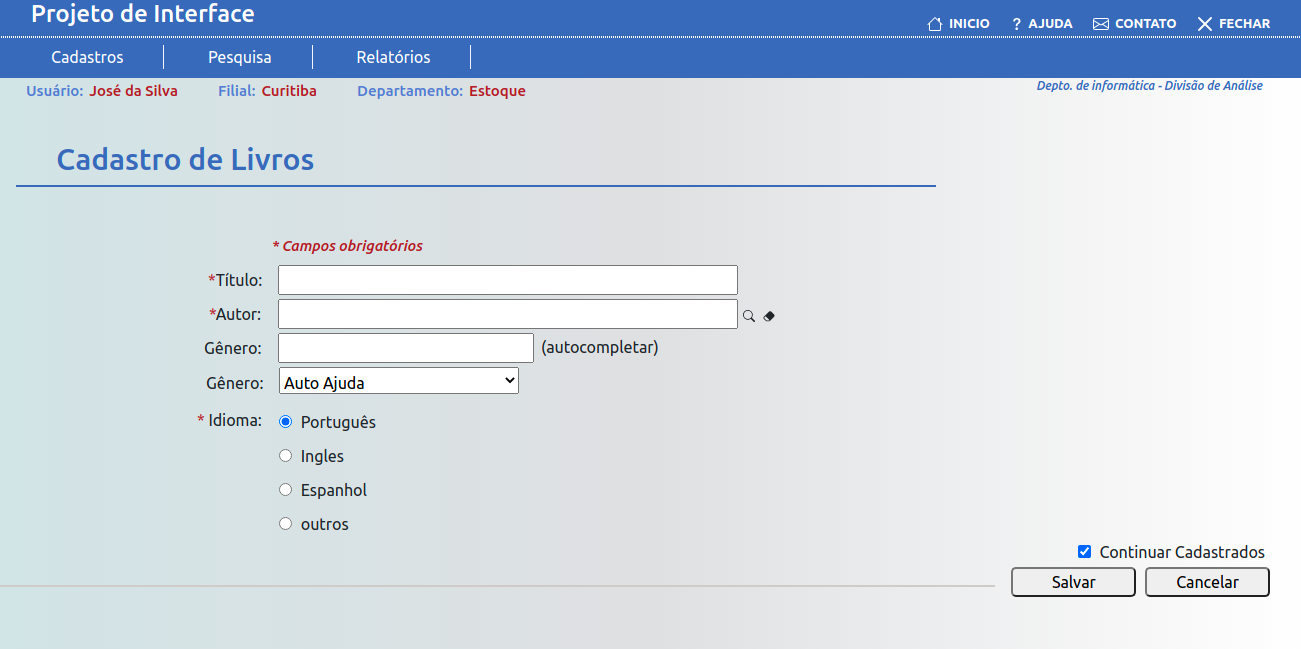 Projeto de Interface
INICIO ? AJUDA CONTATO FECHAR
Cadastros Pesquisa Relatórios
Usuário: José da Silva Filial: Curitiba Departamento: Estoque Depto. de informática - Divisão de Análise
Cadastro de Livros
* Campos obrigatórios
*Título:
*Autor:
Gênero: (autocompletar)
Gênero: Auto Ajuda
* Idioma: Português
Ingles
Espanhol
outros
Continuar Cadastrados
Salvar Cancelar